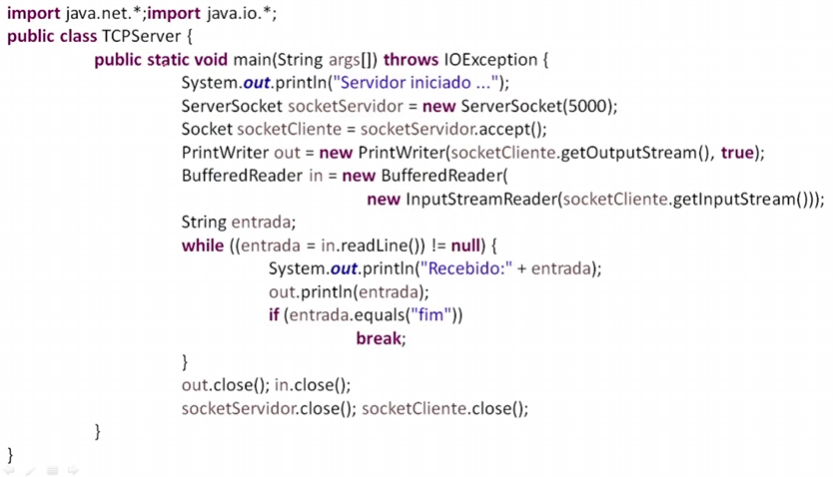 import java.net.*;import java.io.*;
public class TCPServer {
public static void main(String args[]) throws IOException {
System.out.println("Servidor iniciado ...");
ServerSocket socketServidor = new ServerSocket(5000);
Socket socketCliente = socketServidor.accept();
PrintWriter out = new PrintWriter(socketCliente.getOutputStream(), true);
BufferedReader in = new BufferedReader(
new InputStreamReader(socketCliente.getInputStream()));
String entrada;
while ((entrada = in.readLine()) != null) {
System.out.println("Recebido:" + entrada);
out.println(entrada);
if (entrada.equals("fim"))
break;
}
out.close(); in.close();
socketServidor.close(); socketCliente.close();
}
}